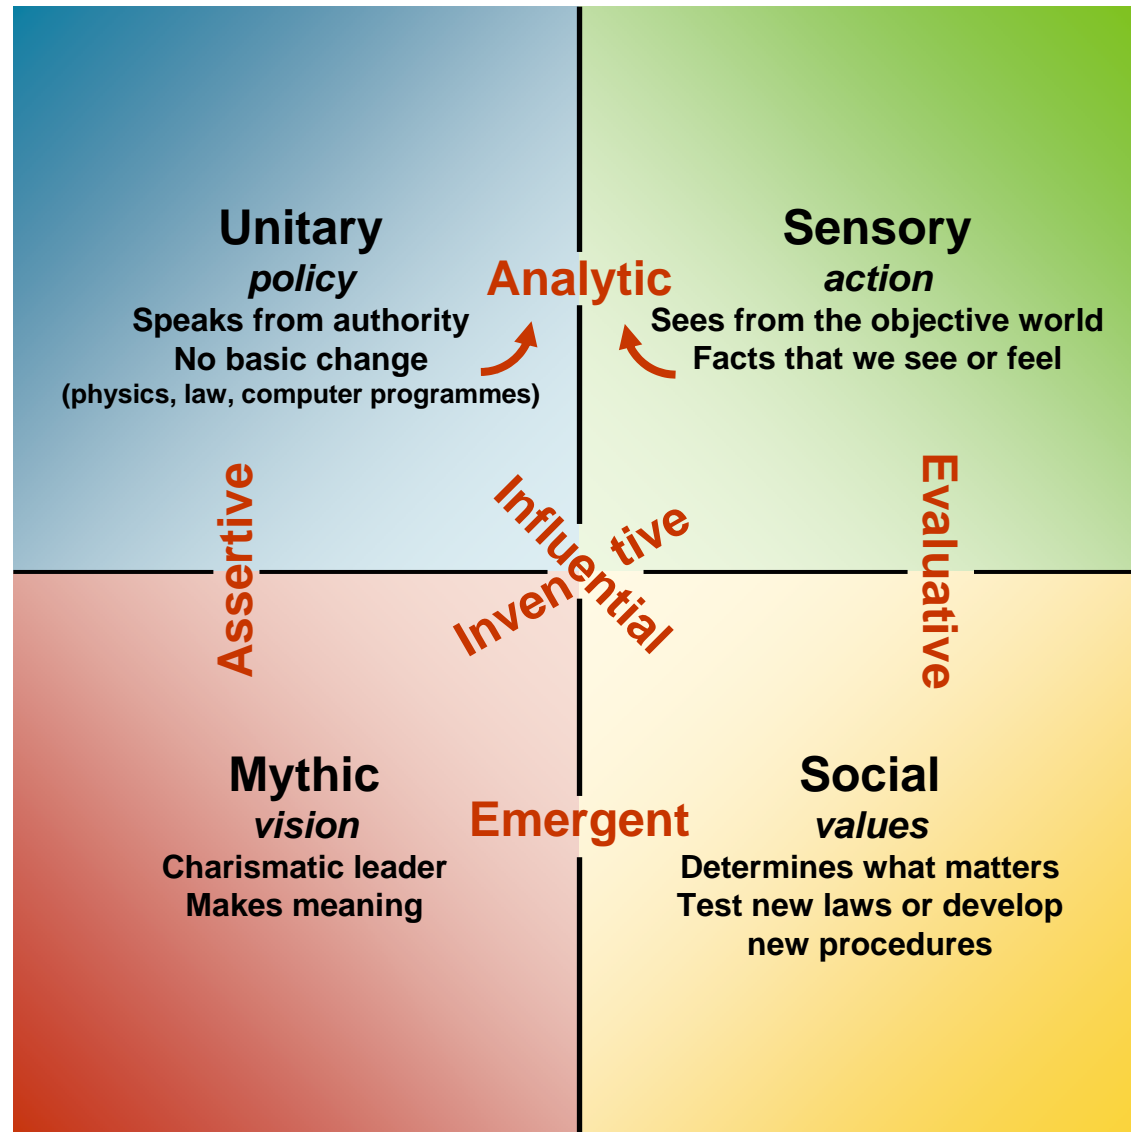 Unitary
policy
Speaks from authority
No basic change
(physics, law, computer programmes)
Analytic
Sensory
action
Sees from the objective world
Facts that we see or feel
Assertive
Influential
Inventive
Evaluative
Mythic
vision
Charismatic leader
Makes meaning
Emergent
Social
values
Determines what matters
Test new laws or develop
new procedures